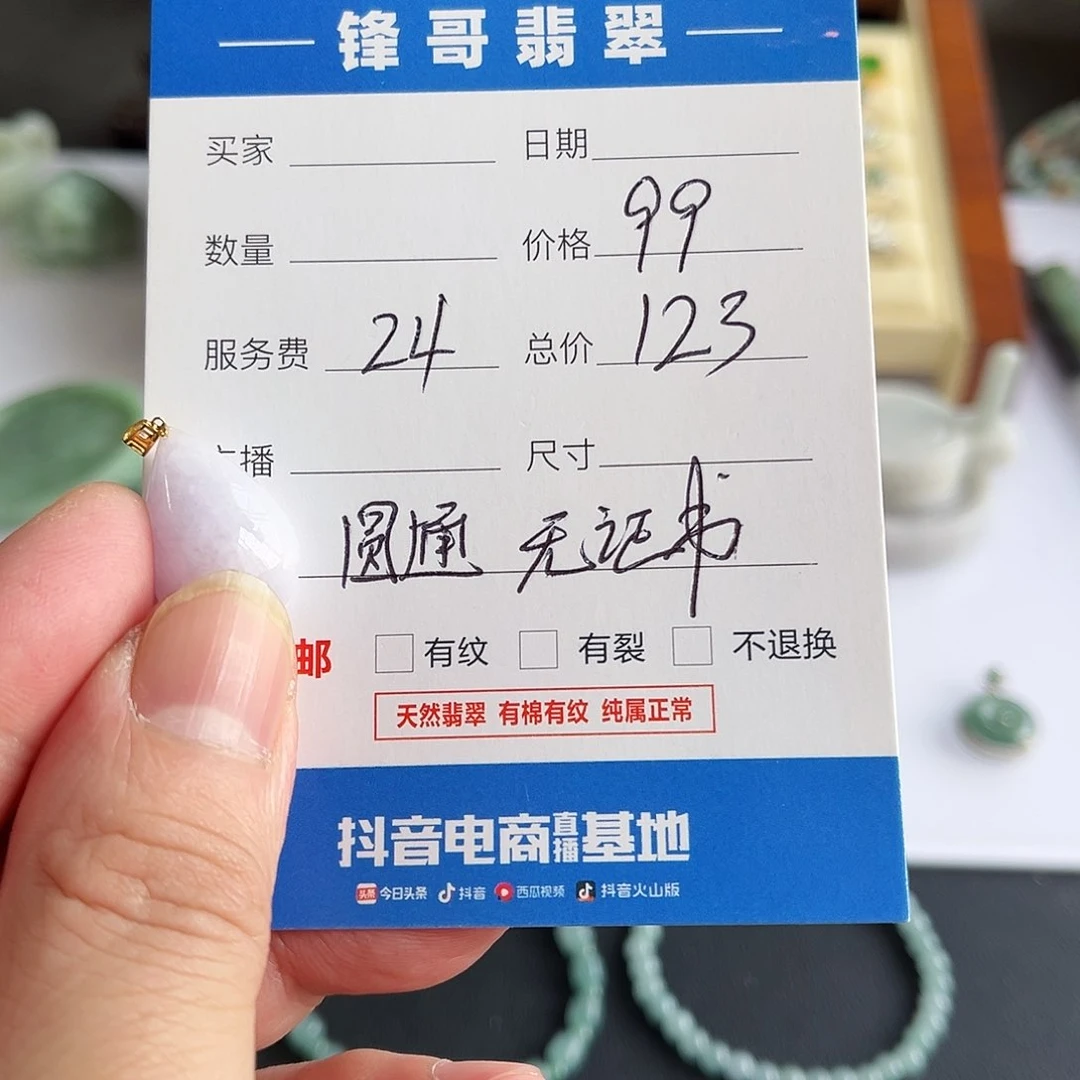 锋哥翡翠
买家 日期
数量 价格 99
服务费 24 总价 123
播 尺寸
圆通 无证书
邮 有纹 有裂 不退换
天然翡翠 有棉有纹 纯属正常
抖音电商直播基地
头条 今日头条 抖音 西瓜视频 抖音火山版